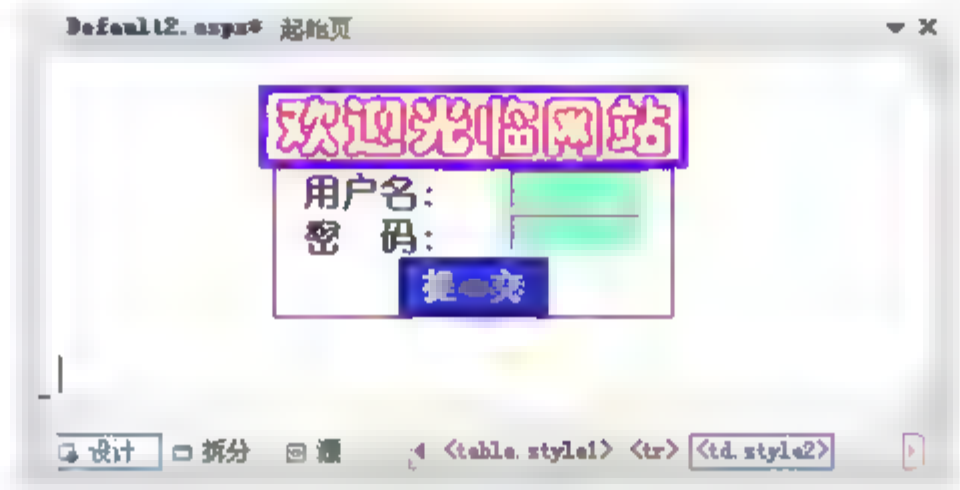 Default2.aspx* 起始页
欢迎光临网站
用户名:
密 码:
提 交
设计 拆分 源 <table.style1> <tr> <td.style2>